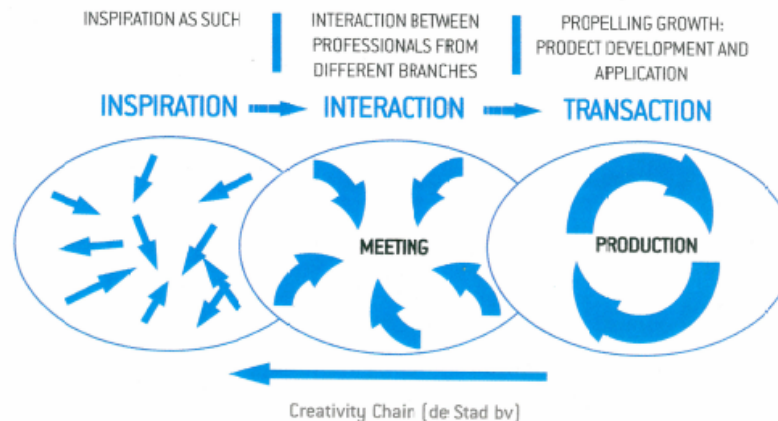 INSPIRATION AS SUCH
INTERACTION BETWEEN
PROFESSIONALS FROM
DIFFERENT BRANCHES
PROPELLING GROWTH:
PRODECT DEVELOPMENT AND
APPLICATION
INSPIRATION
INTERACTION
TRANSACTION
MEETING
PRODUCTION
Creativity Chain (de Stad bv)